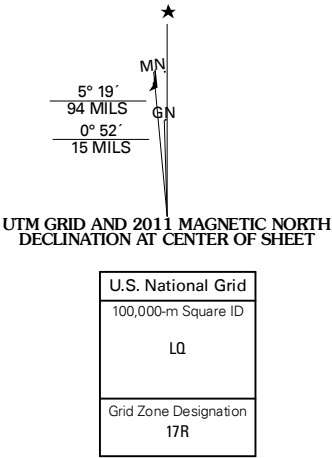 MN
GN
5° 19´
94 MILS
0° 52´
15 MILS
UTM GRID AND 2011 MAGNETIC NORTH
DECLINATION AT CENTER OF SHEET
U.S. National Grid
100,000-m Square ID
LQ
Grid Zone Designation
17R